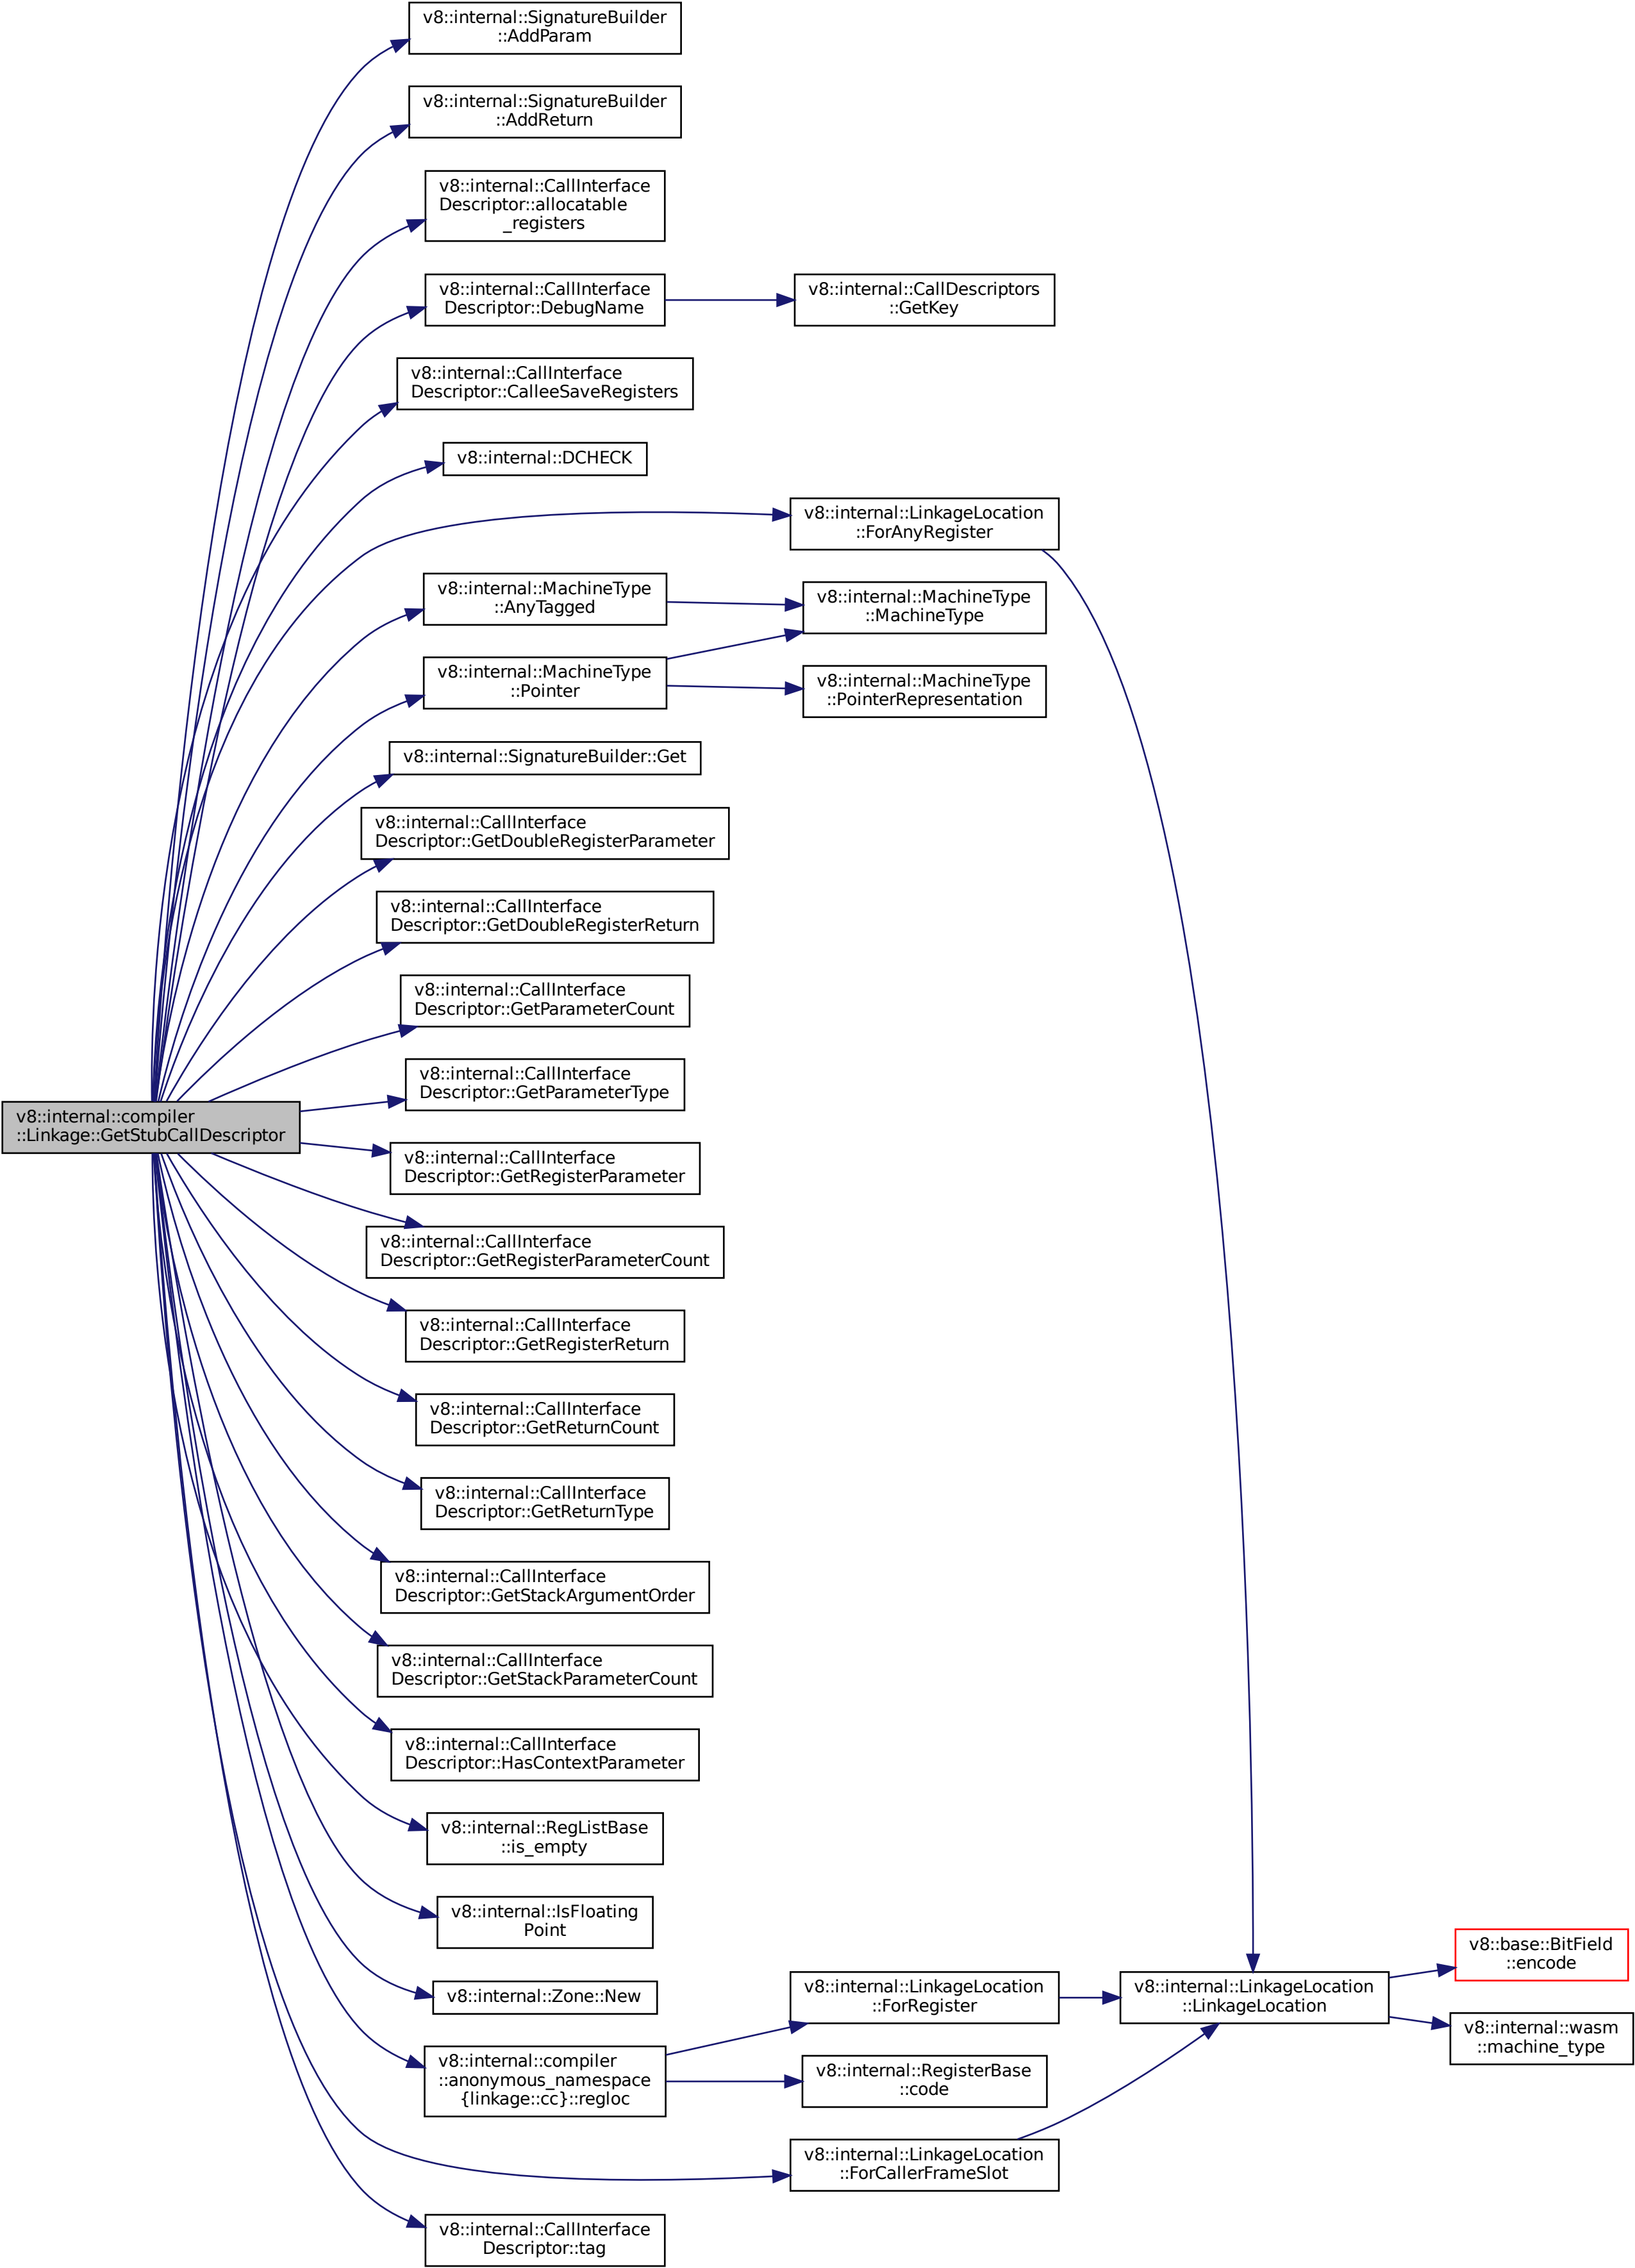 v8::internal::SignatureBuilder
::AddParam
v8::internal::SignatureBuilder
::AddReturn
v8::internal::CallInterface
Descriptor::allocatable
_registers
v8::internal::CallInterface
Descriptor::DebugName
v8::internal::CallDescriptors
::GetKey
v8::internal::CallInterface
Descriptor::CalleeSaveRegisters
v8::internal::DCHECK
v8::internal::LinkageLocation
::ForAnyRegister
v8::internal::MachineType
::AnyTagged
v8::internal::MachineType
::MachineType
v8::internal::MachineType
::Pointer
v8::internal::MachineType
::PointerRepresentation
v8::internal::SignatureBuilder::Get
v8::internal::CallInterface
Descriptor::GetDoubleRegisterParameter
v8::internal::CallInterface
Descriptor::GetDoubleRegisterReturn
v8::internal::CallInterface
Descriptor::GetParameterCount
v8::internal::CallInterface
Descriptor::GetParameterType
v8::internal::compiler
::Linkage::GetStubCallDescriptor
v8::internal::CallInterface
Descriptor::GetRegisterParameter
v8::internal::CallInterface
Descriptor::GetRegisterParameterCount
v8::internal::CallInterface
Descriptor::GetRegisterReturn
v8::internal::CallInterface
Descriptor::GetReturnCount
v8::internal::CallInterface
Descriptor::GetReturnType
v8::internal::CallInterface
Descriptor::GetStackArgumentOrder
v8::internal::CallInterface
Descriptor::GetStackParameterCount
v8::internal::CallInterface
Descriptor::HasContextParameter
v8::internal::RegListBase
::is_empty
v8::internal::IsFloating
Point
v8::internal::Zone::New
v8::internal::LinkageLocation
::ForRegister
v8::internal::LinkageLocation
::LinkageLocation
v8::base::BitField
::encode
v8::internal::wasm
::machine_type
v8::internal::compiler
::anonymous_namespace
{linkage::cc}::regloc
v8::internal::RegisterBase
::code
v8::internal::LinkageLocation
::ForCallerFrameSlot
v8::internal::CallInterface
Descriptor::tag